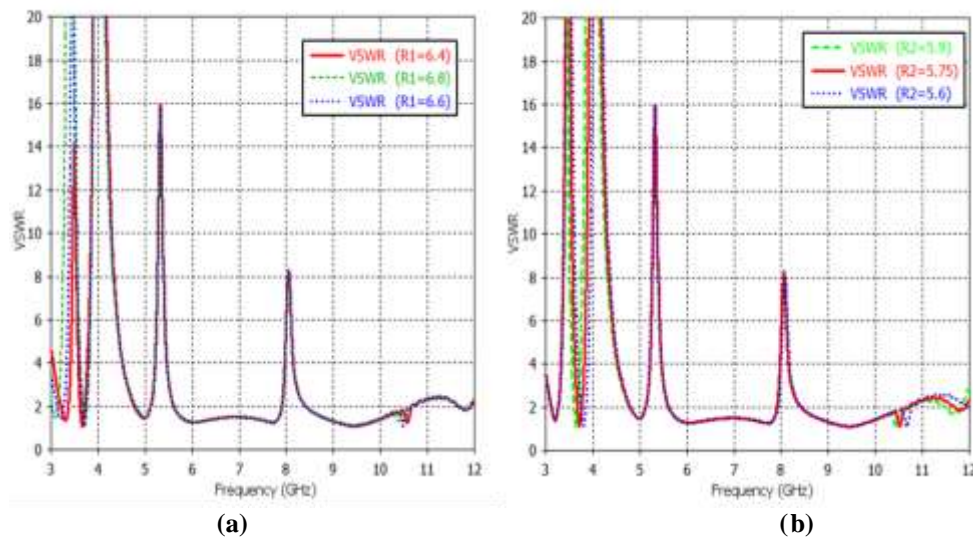 20
18
16
14
12
10
8
6
4
2
0
VSWR
VSWR (R1=6.4)
VSWR (R1=6.8)
VSWR (R1=6.6)
3 4 5 6 7 8 9 10 11 12
Frequency (GHz)
(a)
20
18
16
14
12
10
8
6
4
2
0
VSWR
VSWR (R2=5.9)
VSWR (R2=5.75)
VSWR (R2=5.6)
3 4 5 6 7 8 9 10 11 12
Frequency (GHz)
(b)